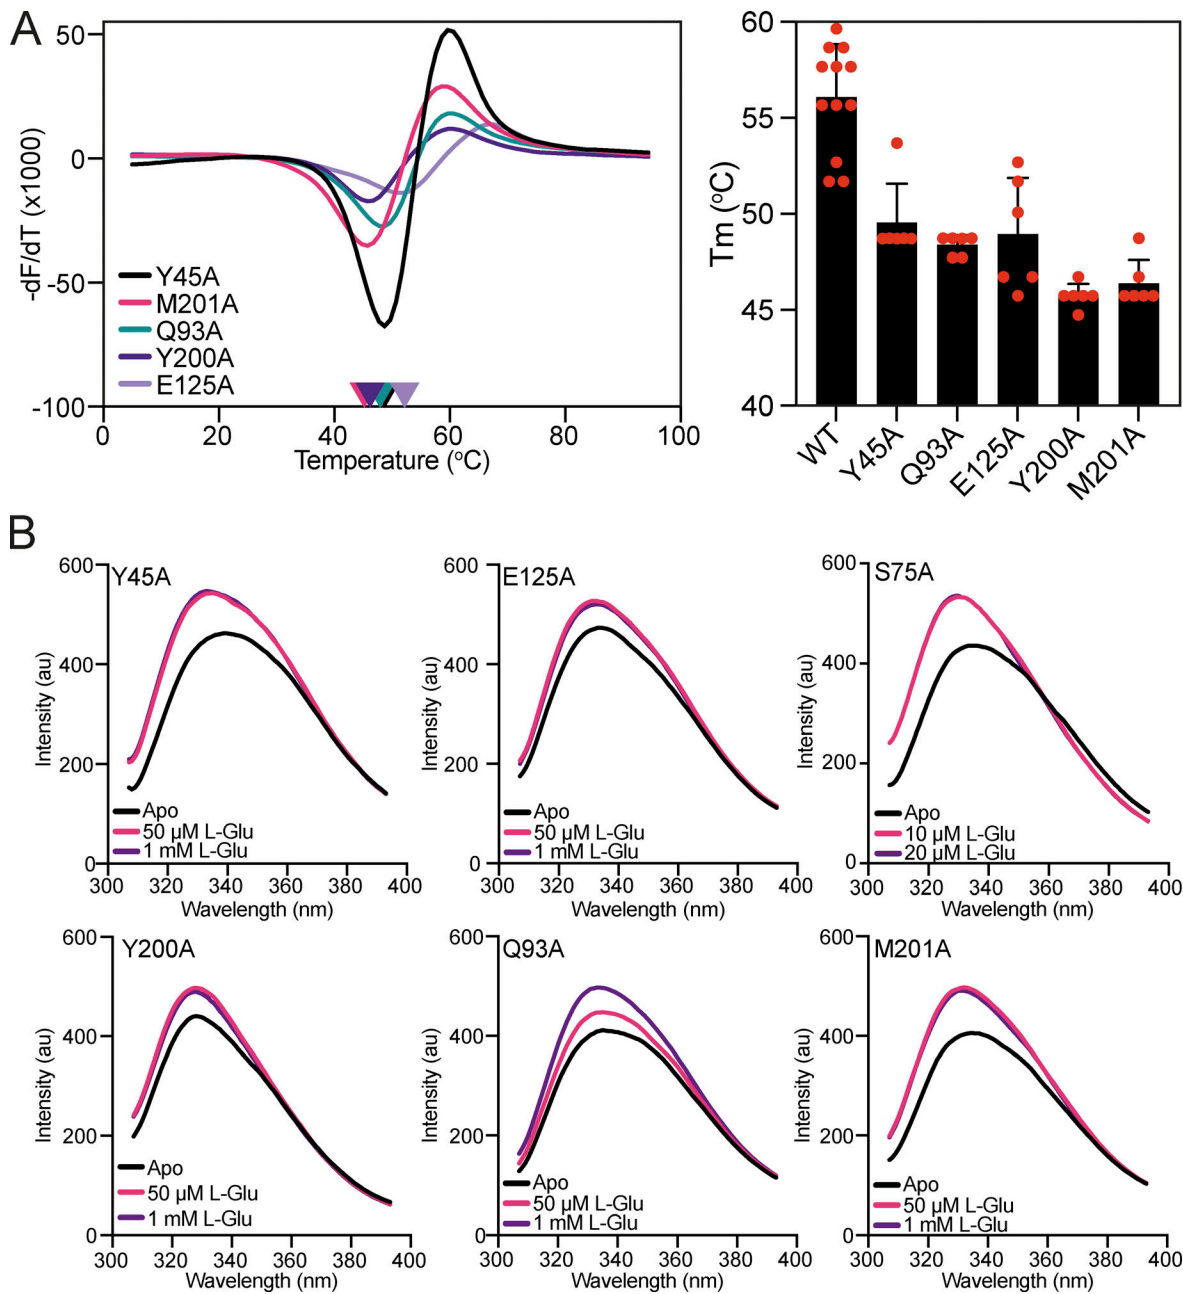 A
50
0
-50
-100
-dF/dT (x1000)
Y45A
M201A
Q93A
Y200A
E125A
0 20 40 60 80 100
Temperature (°C)
60
55
50
45
40
Tm (°C)
WT
Y45A
Q93A
E125A
Y200A
M201A
B
Y45A
600
400
200
0
Intensity (au)
Apo
50 µM L-Glu
1 mM L-Glu
300 320 340 360 380 400
Wavelength (nm)
E125A
600
400
200
0
Intensity (au)
Apo
50 µM L-Glu
1 mM L-Glu
300 320 340 360 380 400
Wavelength (nm)
S75A
600
400
200
0
Intensity (au)
Apo
10 µM L-Glu
20 µM L-Glu
300 320 340 360 380 400
Wavelength (nm)
Y200A
600
400
200
0
Intensity (au)
Apo
50 µM L-Glu
1 mM L-Glu
300 320 340 360 380 400
Wavelength (nm)
Q93A
600
400
200
0
Intensity (au)
Apo
50 µM L-Glu
1 mM L-Glu
300 320 340 360 380 400
Wavelength (nm)
M201A
600
400
200
0
Intensity (au)
Apo
50 µM L-Glu
1 mM L-Glu
300 320 340 360 380 400
Wavelength (nm)